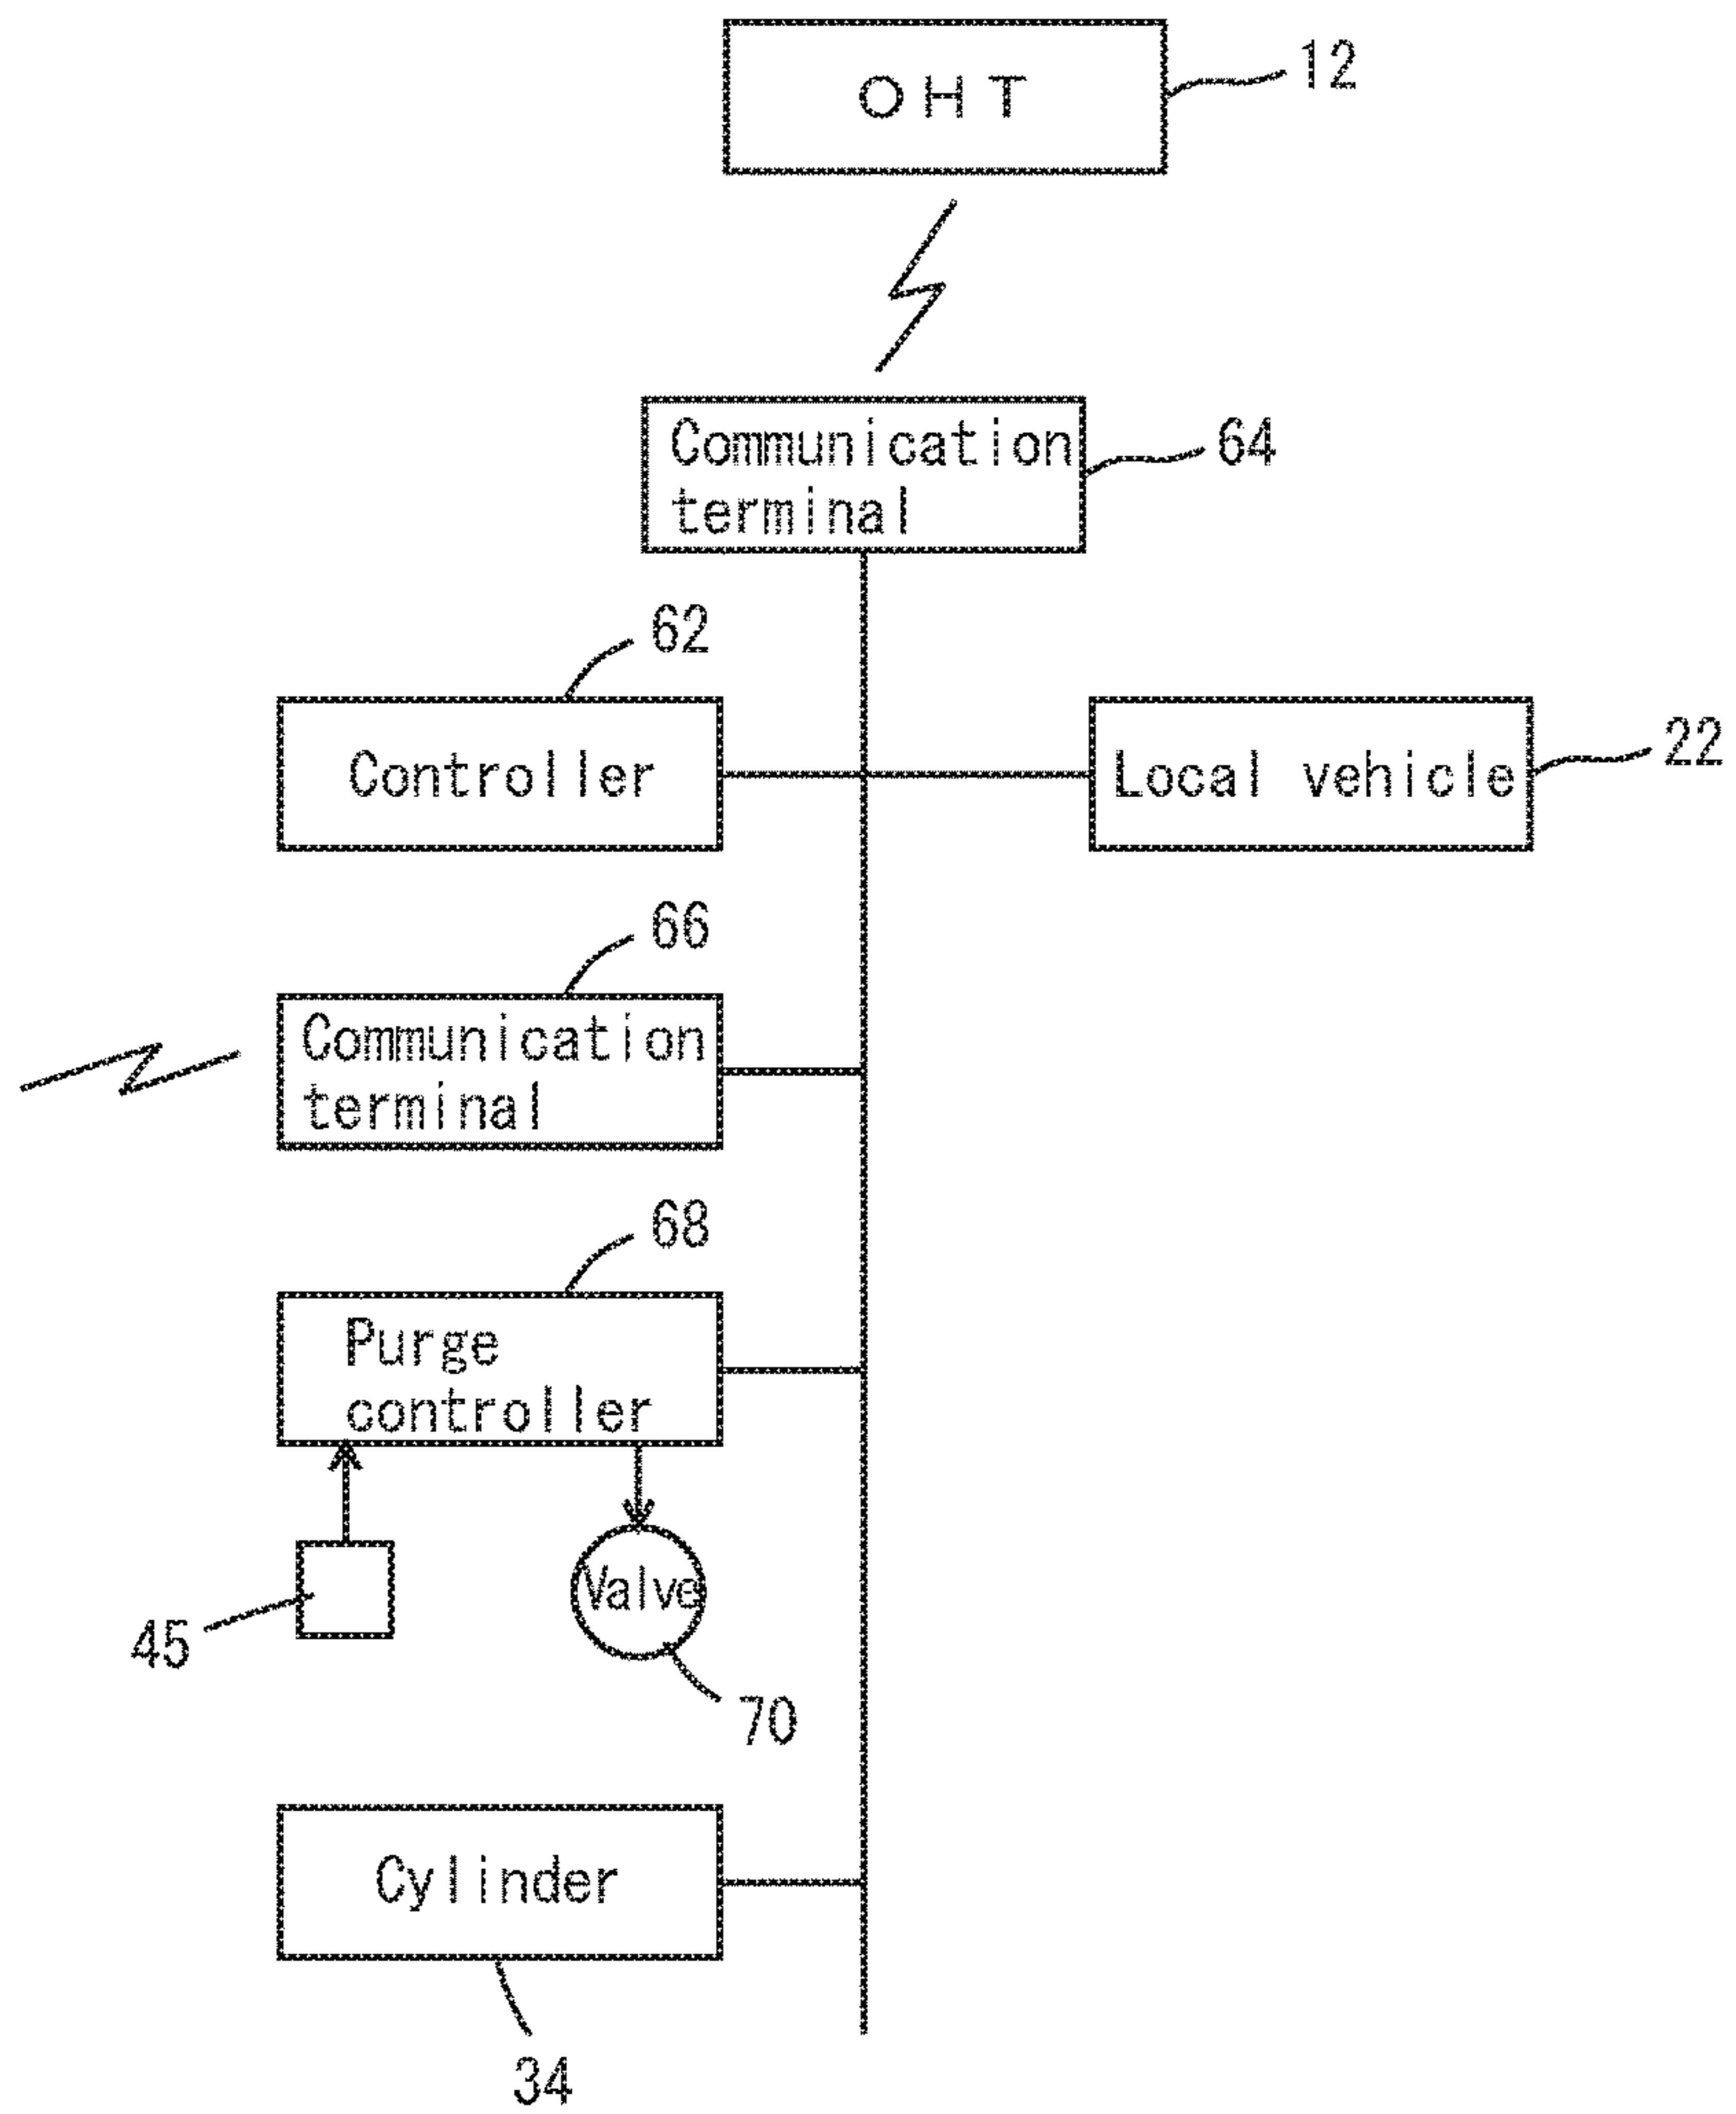 OHT
12
Communication
terminal
64
62
Controller
Local vehicle
22
66
Communication
terminal
68
Purge
controller
45
Valve
70
Cylinder
34